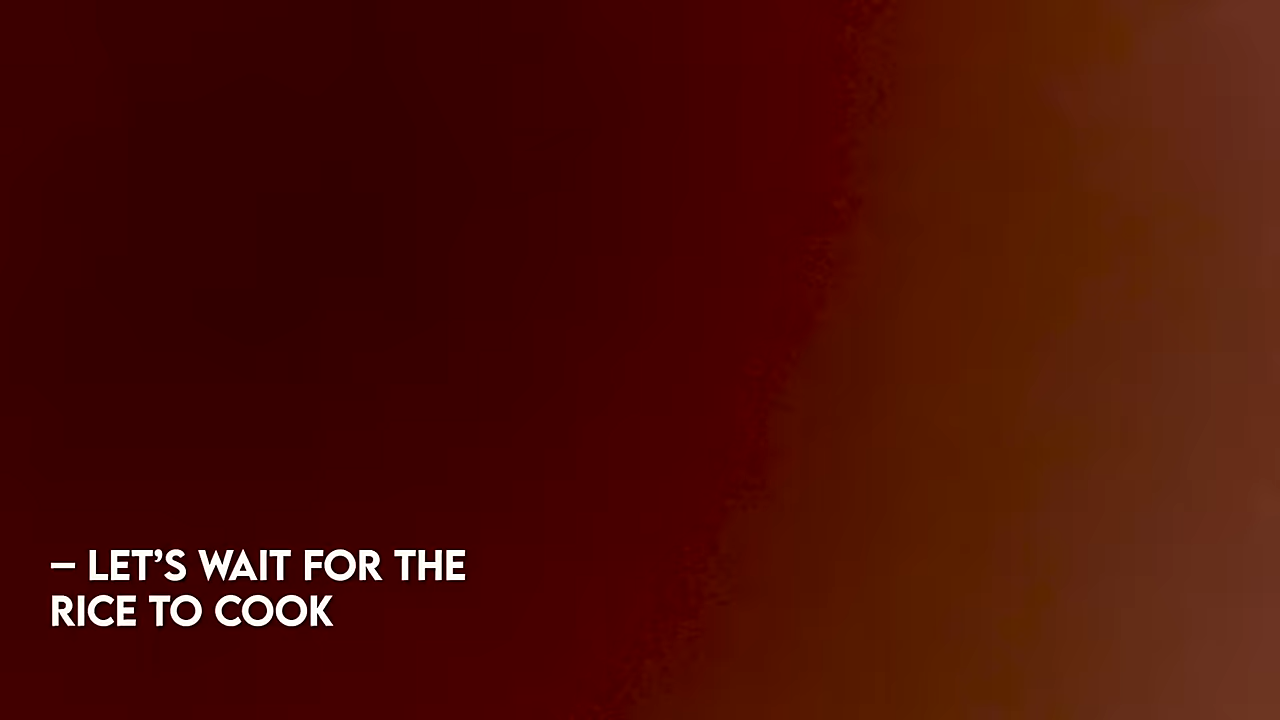 – LET’S WAIT FOR THE
RICE TO COOK